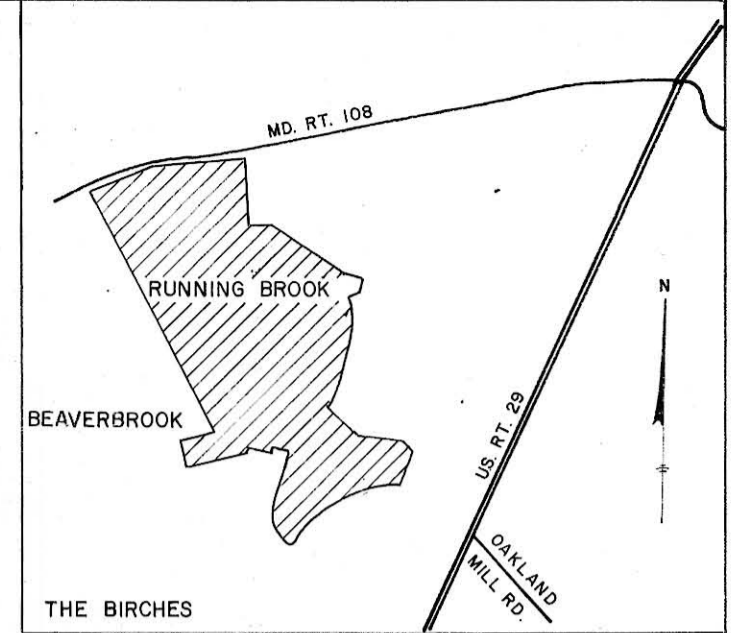 MD. RT. 108
N
RUNNING BROOK
US. RT. 29
BEAVERBROOK
OAKLAND
MILL RD.
THE BIRCHES